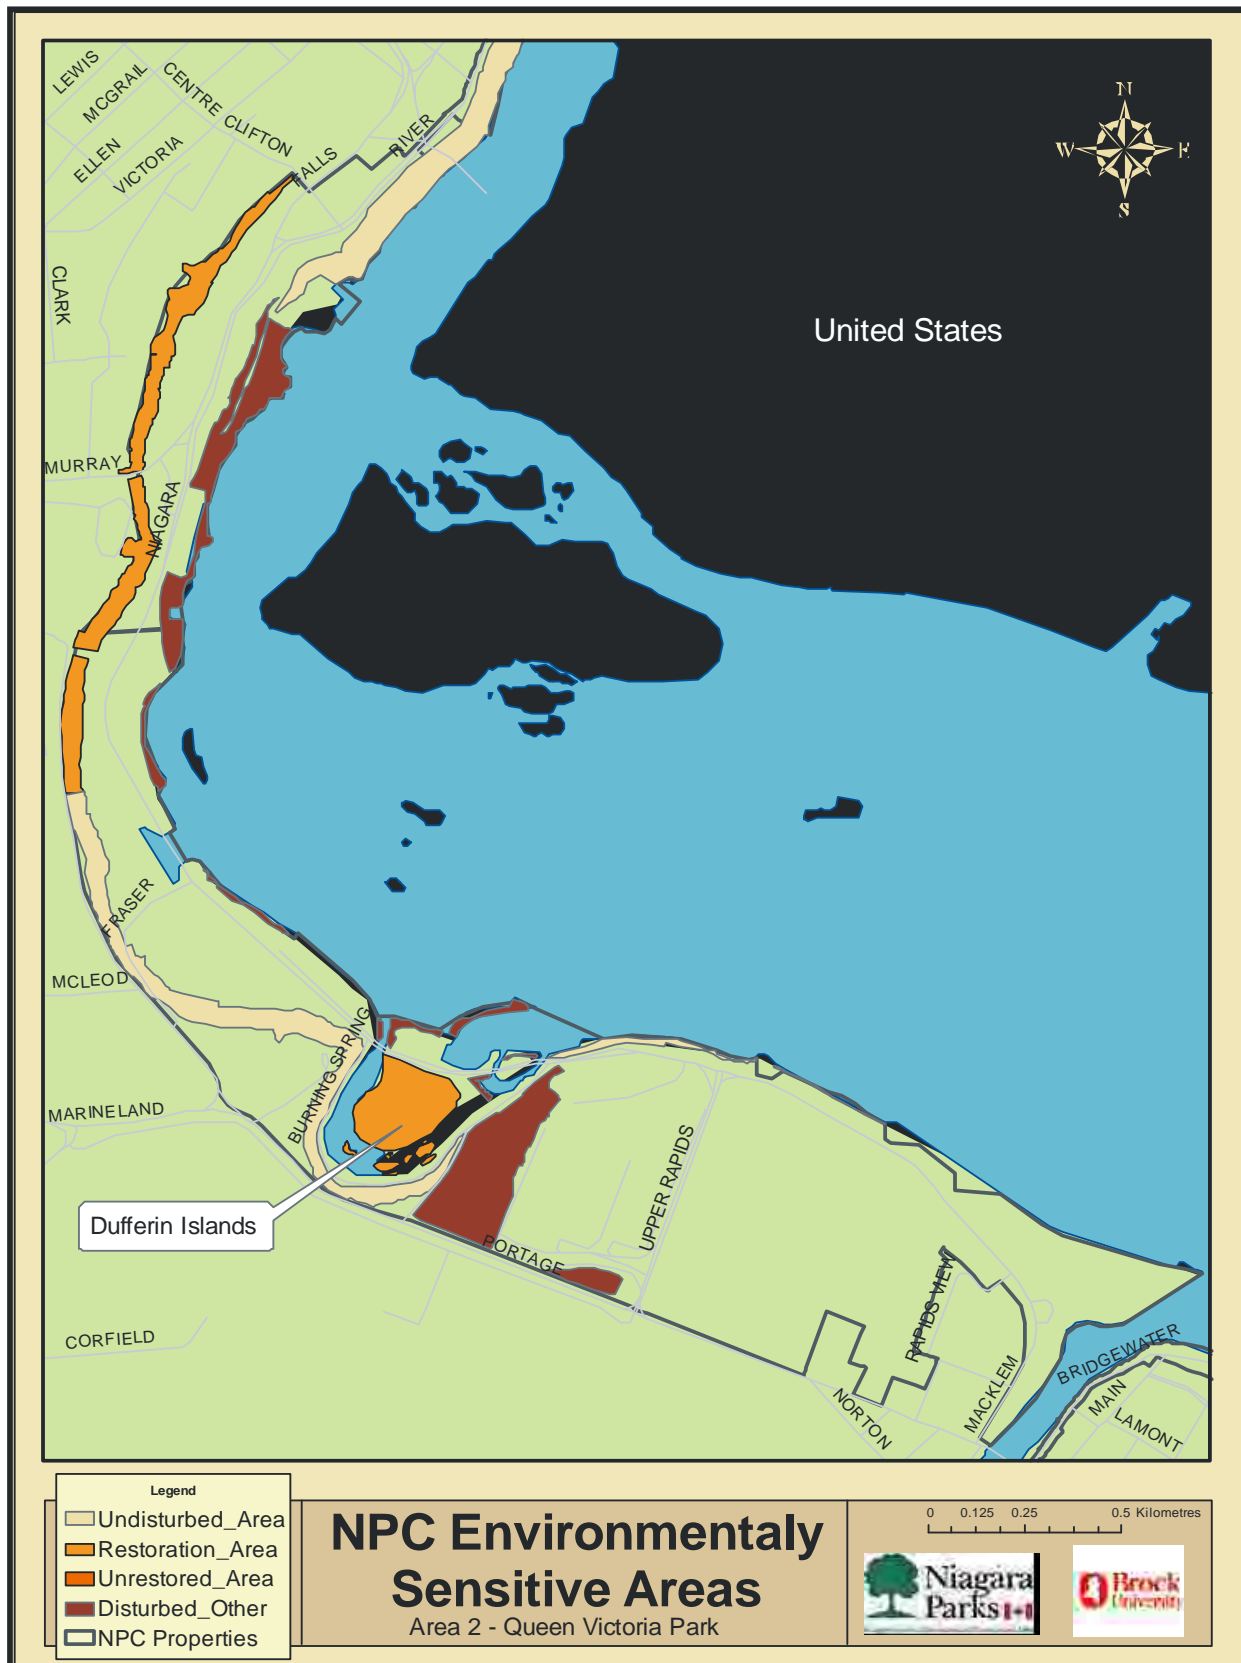 LEWIS
MCGRAIL
CENTRE
CLIFTON
ELLEN
VICTORIA
FALLS
RIVER
N
W E
S
CLARK
United States
MURRAY
NIAGARA
FRASER
MCLEOD
BURNINGSPRING
MARINELAND
UPPER RAPIDS
Dufferin Islands
PORTAGE
CORFIELD
RAPIDS VIEW
BRIDGEWATER
MACKLEM
MAIN
NORTON
LAMONT
Legend
Undisturbed_Area
Restoration_Area
Unrestored_Area
Disturbed_Other
NPC Properties
NPC Environmentaly
Sensitive Areas
Area 2 - Queen Victoria Park
0 0.125 0.25 0.5 Kilometres
Niagara
Parks
Brock
University